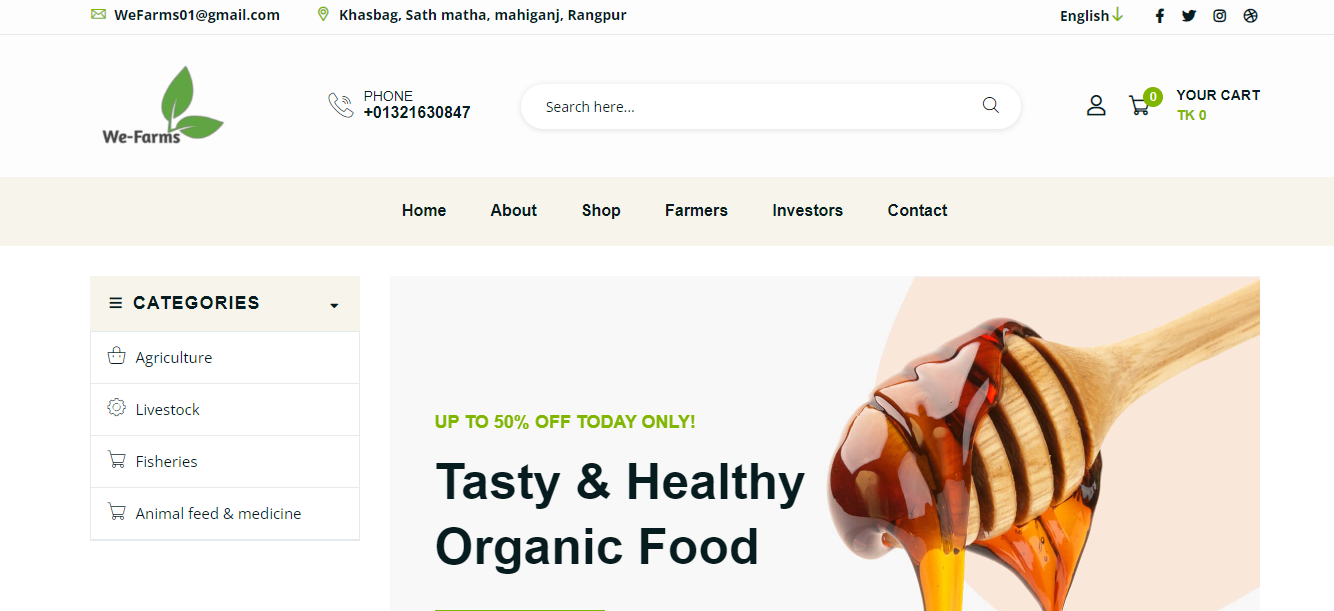 WeFarms01@gmail.com
Khasbag, Sath matha, mahiganj, Rangpur
English
We-Farms
PHONE
+01321630847
Search here...
0
YOUR CART
TK 0
Home
About
Shop
Farmers
Investors
Contact
CATEGORIES
Agriculture
Livestock
Fisheries
Animal feed & medicine
UP TO 50% OFF TODAY ONLY!
Tasty & Healthy
Organic Food